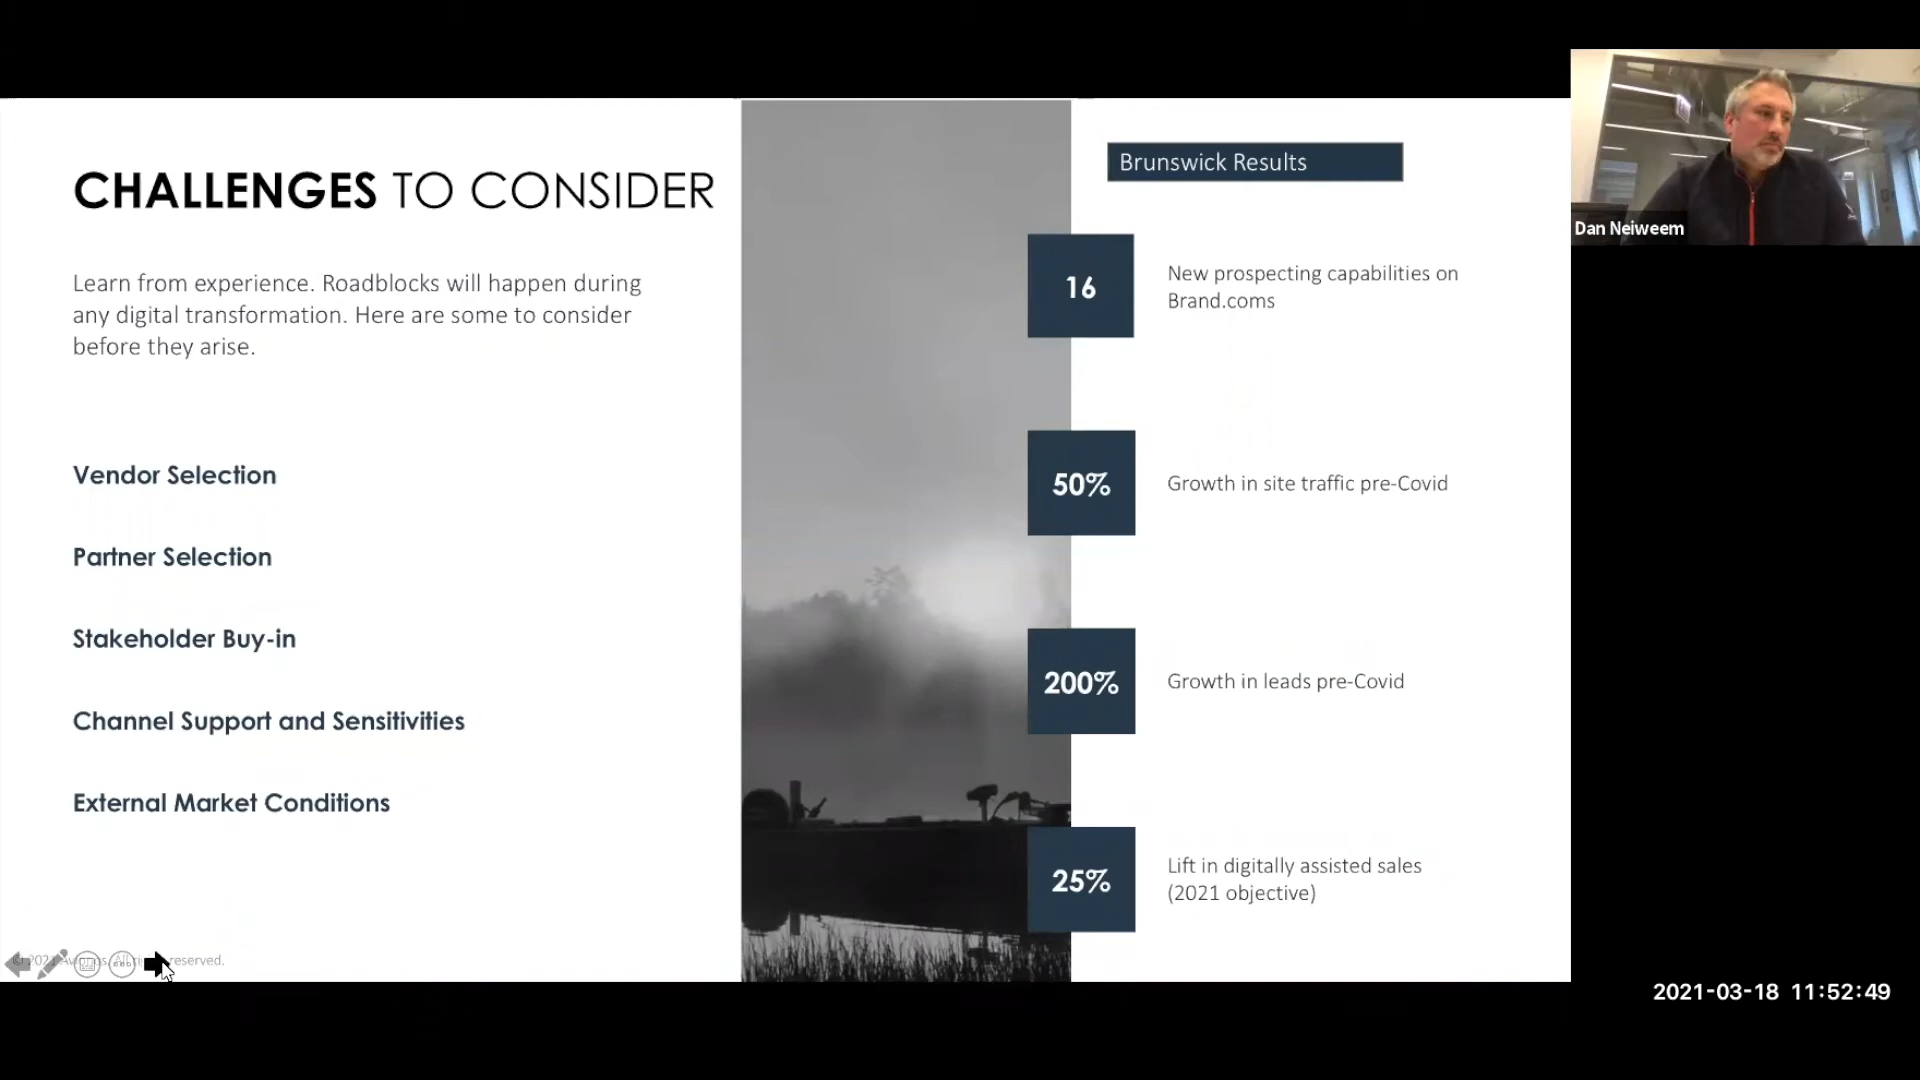 CHALLENGES TO CONSIDER
Learn from experience. Roadblocks will happen during
any digital transformation. Here are some to consider
before they arise.
Vendor Selection
Partner Selection
Stakeholder Buy-in
Channel Support and Sensitivities
External Market Conditions
reserved.
Brunswick Results
16
New prospecting capabilities on
Brand.coms
50%
Growth in site traffic pre-Covid
200%
Growth in leads pre-Covid
25%
Lift in digitally assisted sales
(2021 objective)
Dan Neiweem
2021-03-18 11:52:49